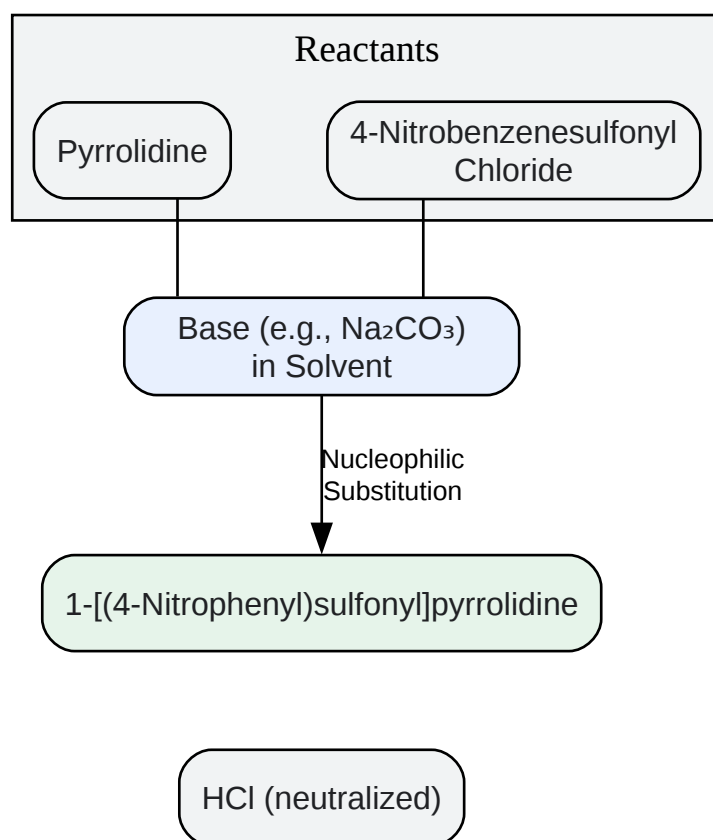 Reactants
Pyrrolidine
4-Nitrobenzenesulfonyl
Chloride
Base (e.g., Na₂CO₃)
in Solvent
Nucleophilic
Substitution
1-[(4-Nitrophenyl)sulfonyl]pyrrolidine
HCl (neutralized)